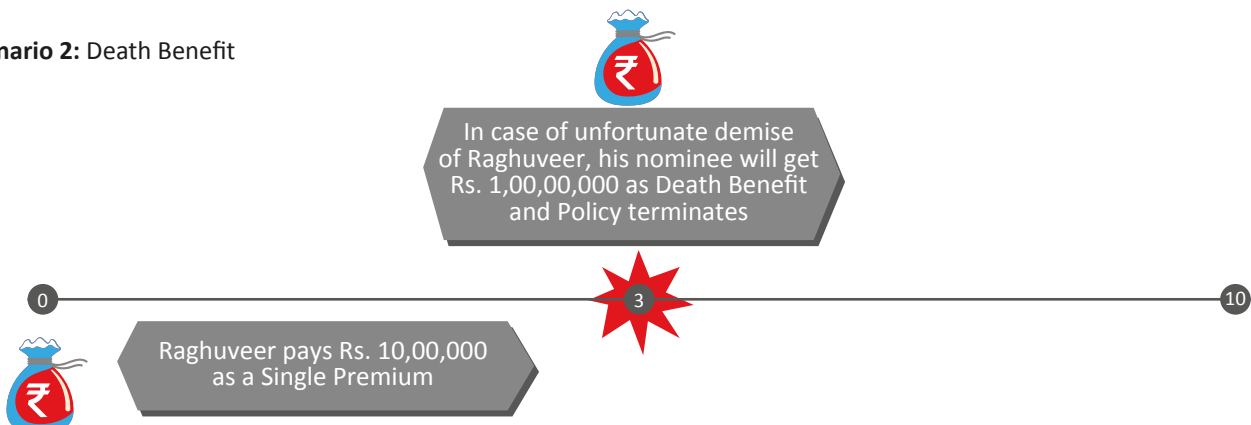 nario 2: Death Benefit
₹
In case of unfortunate demise
of Raghuveer, his nominee will get
Rs. 1,00,00,000 as Death Benefit
and Policy terminates
0
3
10
Raghuveer pays Rs. 10,00,000
as a Single Premium
₹